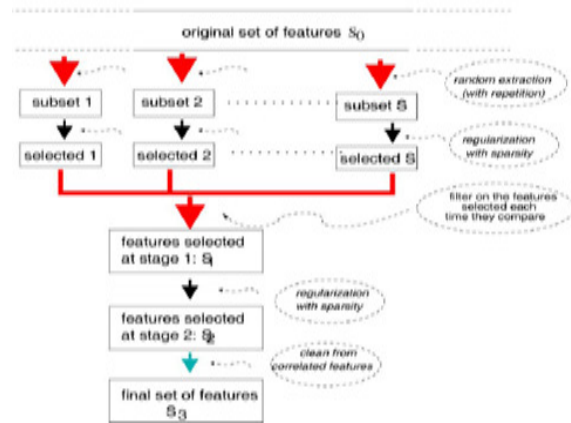 original set of features S0
subset 1
subset 2
subset S
random extraction
(with repetition)
selected 1
selected 2
selected S
regularization
with sparsity
filter on the features
selected each
time they compare
features selected
at stage 1: S1
regularization
with sparsity
features selected
at stage 2: S2
clean from
correlated features
final set of features
S3